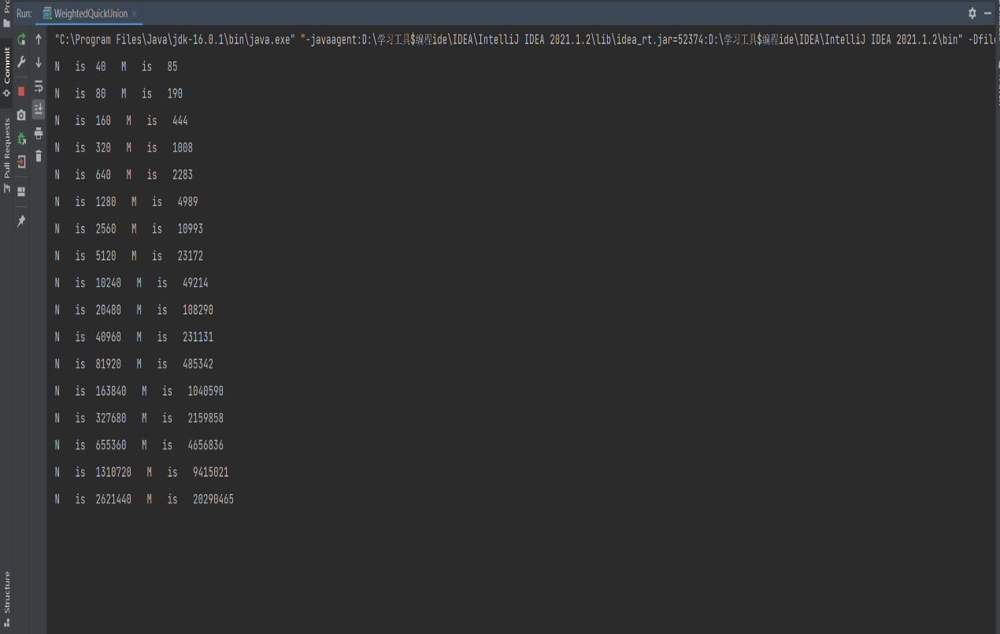 Run: WeightedQuickUnion ×
"C:\Program Files\Java\jdk-16.0.1\bin\java.exe" "-javaagent:D:\学习工具$编程ide\IDEA\IntelliJ IDEA 2021.1.2\lib\idea_rt.jar=52374:D:\学习工具$编程ide\IDEA\IntelliJ IDEA 2021.1.2\bin" -Dfile
N is 40 M is 85
N is 80 M is 190
N is 160 M is 444
N is 320 M is 1008
N is 640 M is 2283
N is 1280 M is 4989
N is 2560 M is 10993
N is 5120 M is 23172
N is 10240 M is 49214
N is 20480 M is 108290
N is 40960 M is 231131
N is 81920 M is 485342
N is 163840 M is 1040590
N is 327680 M is 2159858
N is 655360 M is 4656836
N is 1310720 M is 9415021
N is 2621440 M is 20290465
Commit
Pull Requests
Structure